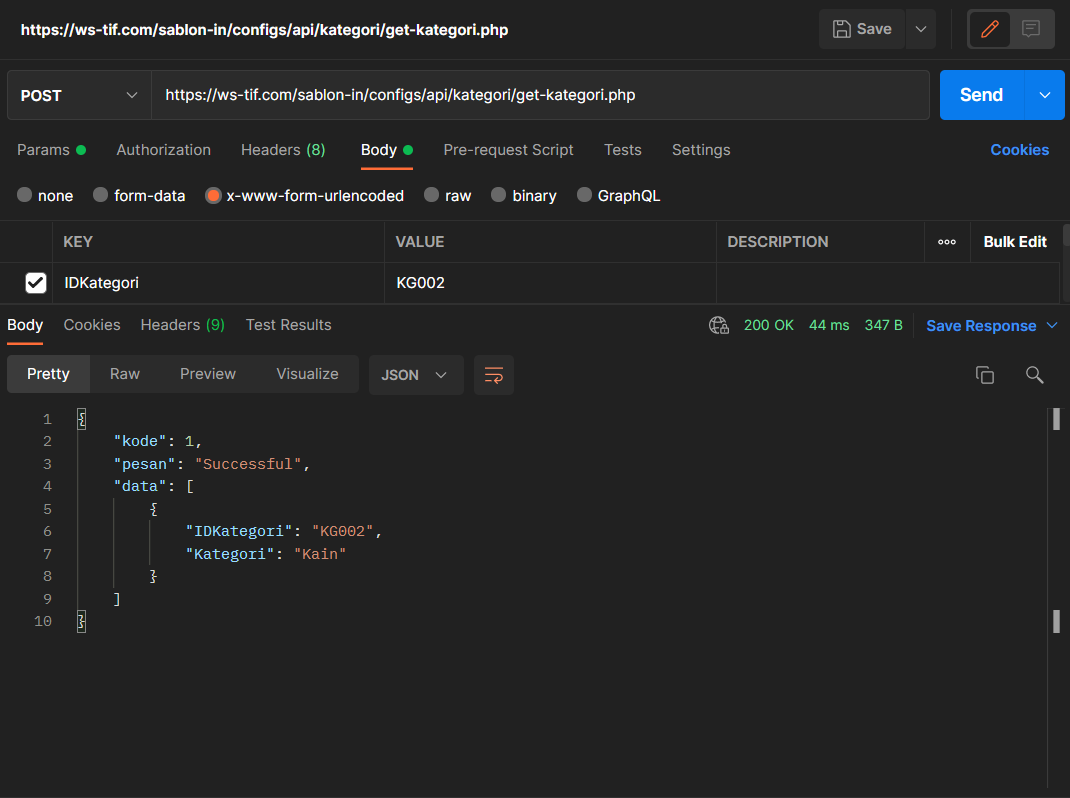 https://ws-tif.com/sablon-in/configs/api/kategori/get-kategori.php Save
POST https://ws-tif.com/sablon-in/configs/api/kategori/get-kategori.php Send
Params Authorization Headers (8) Body Pre-request Script Tests Settings Cookies
none form-data x-www-form-urlencoded raw binary GraphQL
KEY VALUE DESCRIPTION ooo Bulk Edit
IDKategori KG002
Body Cookies Headers (9) Test Results 200 OK 44 ms 347 B Save Response
Pretty Raw Preview Visualize JSON
1 {
2 "kode": 1,
3 "pesan": "Successful",
4 "data": [
5 {
6 "IDKategori": "KG002",
7 "Kategori": "Kain"
8 }
9 ]
10 }